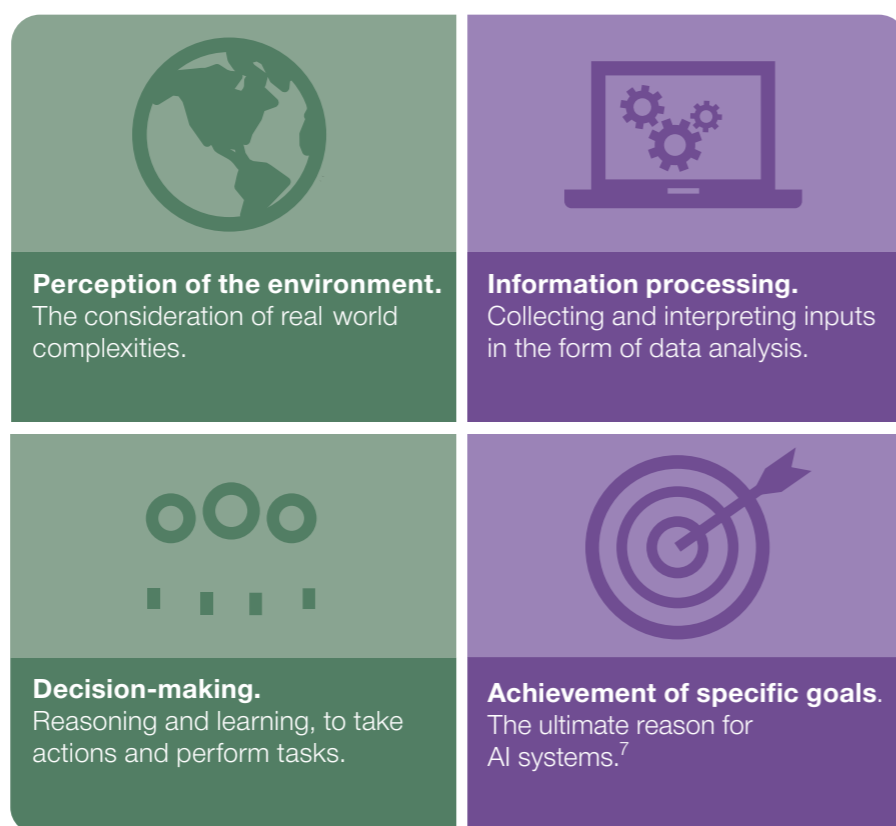 Perception of the environment.
The consideration of real world
complexities.
Information processing.
Collecting and interpreting inputs
in the form of data analysis.
Decision-making.
Reasoning and learning, to take
actions and perform tasks.
Achievement of specific goals.
The ultimate reason for
AI systems.7